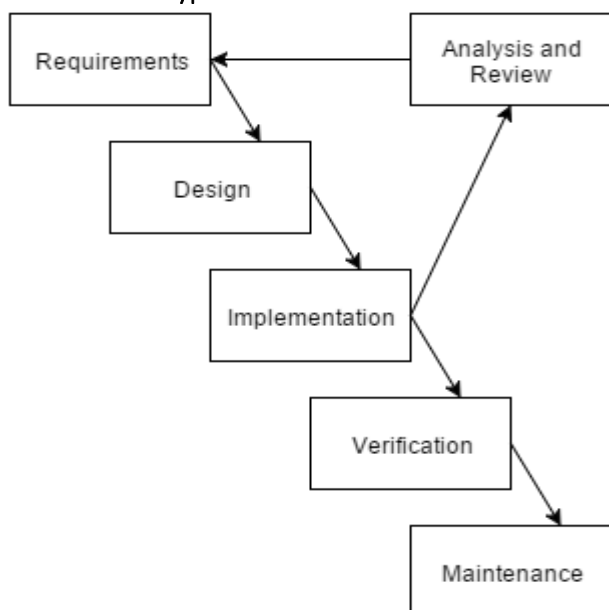 Requirements
Analysis and
Review
Design
Implementation
Verification
Maintenance